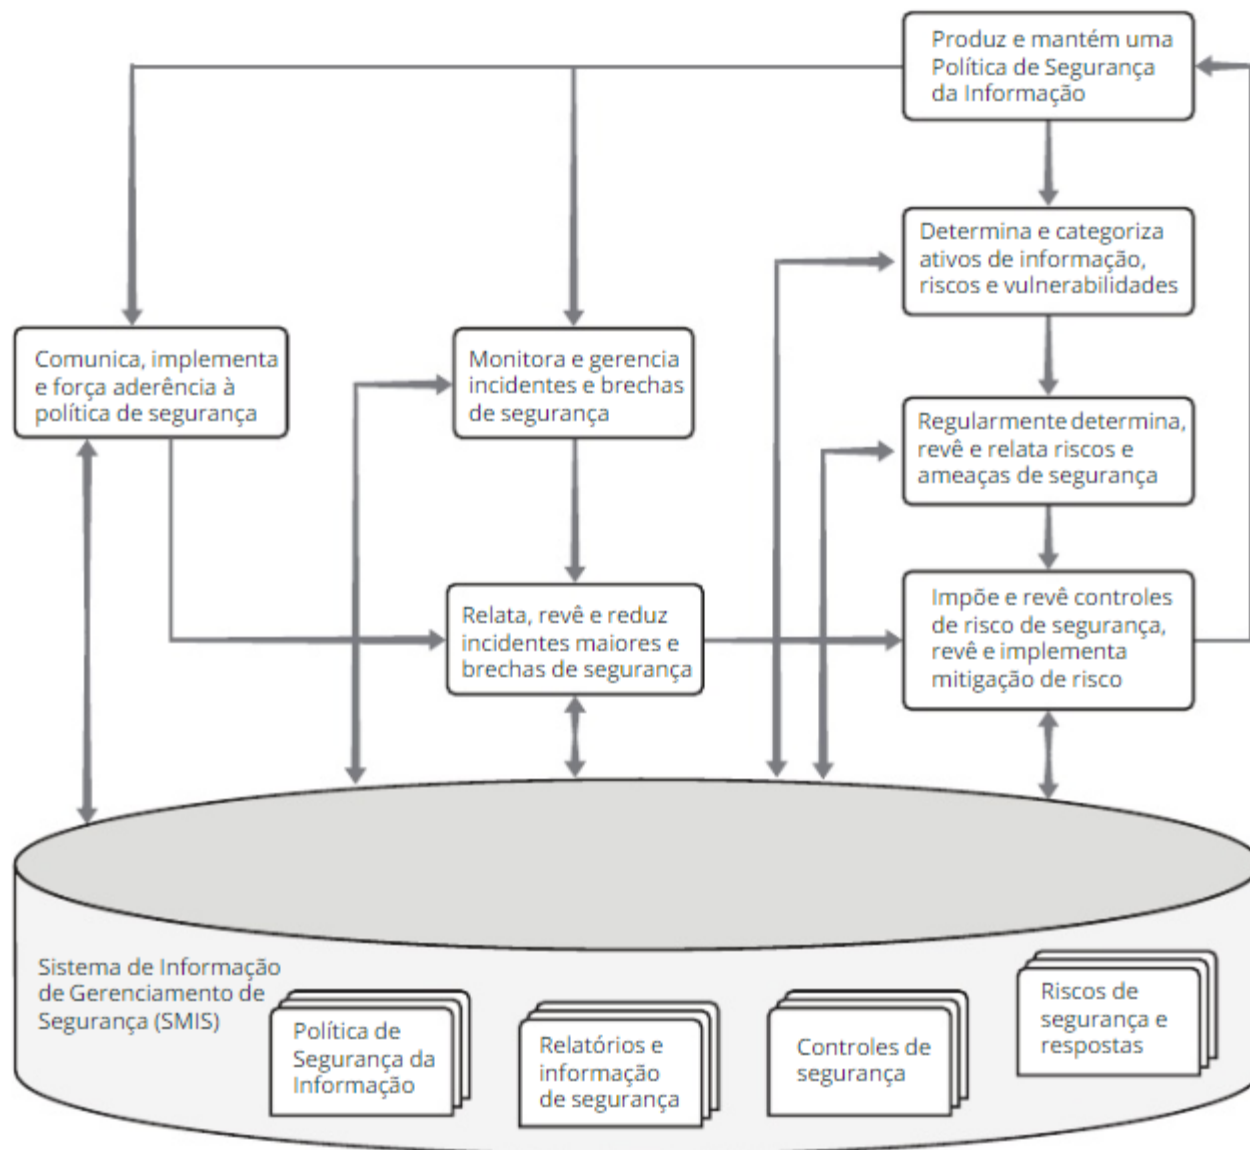 Produz e mantém uma
Política de Segurança
da Informação
Determina e categoriza
ativos de informação,
riscos e vulnerabilidades
Comunica, implementa
e força aderência à
política de segurança
Monitora e gerencia
incidentes e brechas
de segurança
Regularmente determina,
revê e relata riscos e
ameaças de segurança
Relata, revê e reduz
incidentes maiores e
brechas de segurança
Impõe e revê controles
de risco de segurança,
revê e implementa
mitigação de risco
Sistema de Informação
de Gerenciamento de
Segurança (SMIS)
Política de
Segurança da
Informação
Relatórios e
informação
de segurança
Controles de
segurança
Riscos de
segurança e
respostas